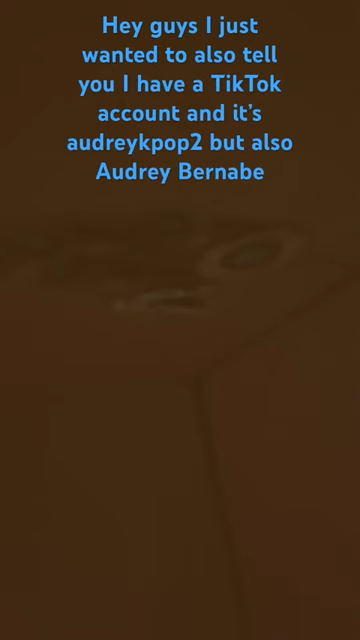 Hey guys I just
wanted to also tell
you I have a TikTok
account and it's
audreykpop2 but also
Audrey Bernabe